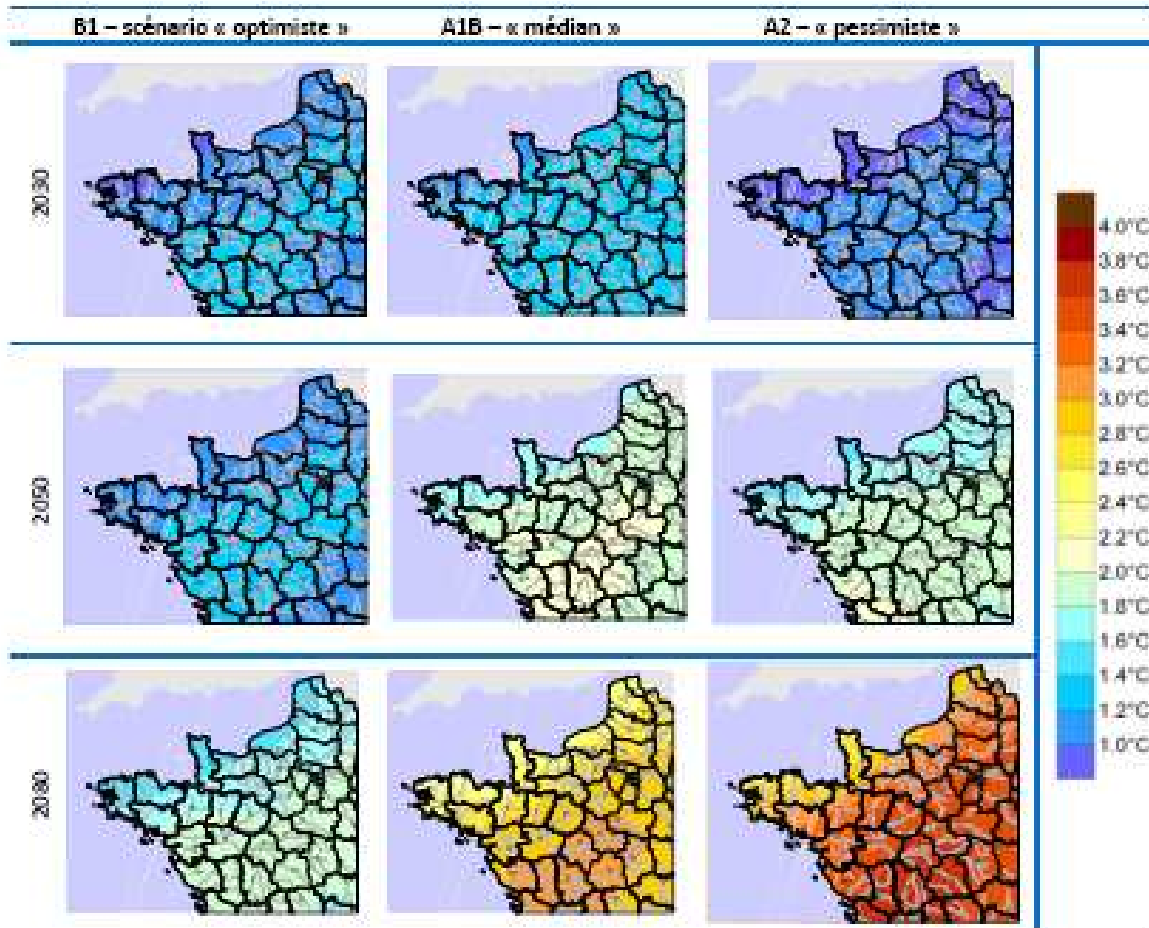 B1 – scénario « optimiste »
A1B – « médian »
A2 – « pessimiste »
2030
2050
2080
4.0°C
3.8°C
3.6°C
3.4°C
3.2°C
3.0°C
2.8°C
2.6°C
2.4°C
2.2°C
2.0°C
1.8°C
1.6°C
1.4°C
1.2°C
1.0°C